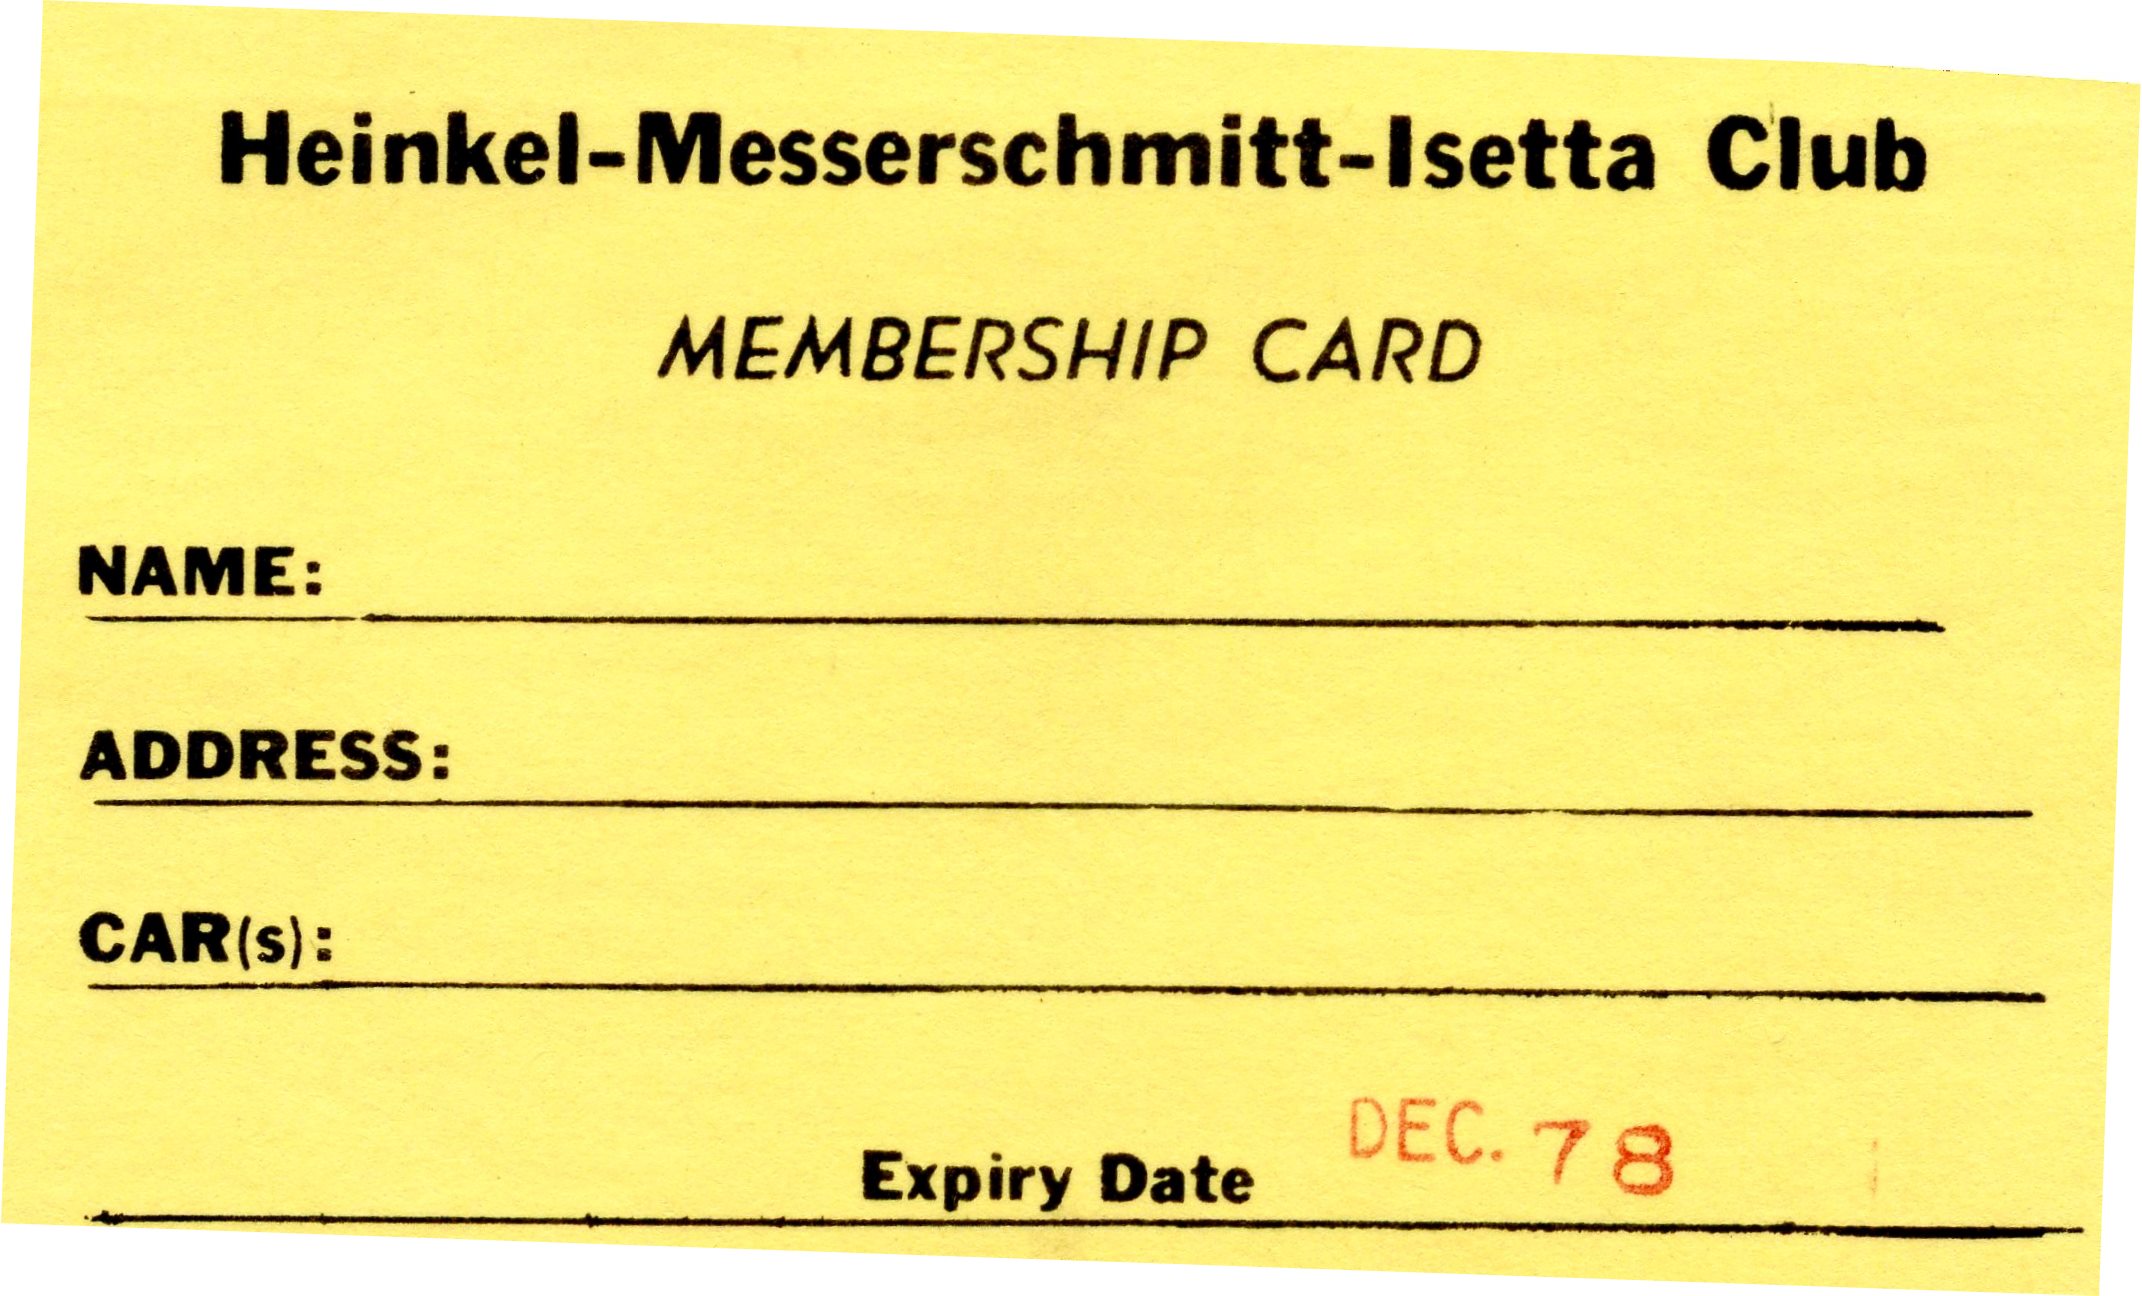 Heinkel-Messerschmitt-Isetta Club
MEMBERSHIP CARD
NAME:
ADDRESS:
CAR(s):
Expiry Date DEC. 78